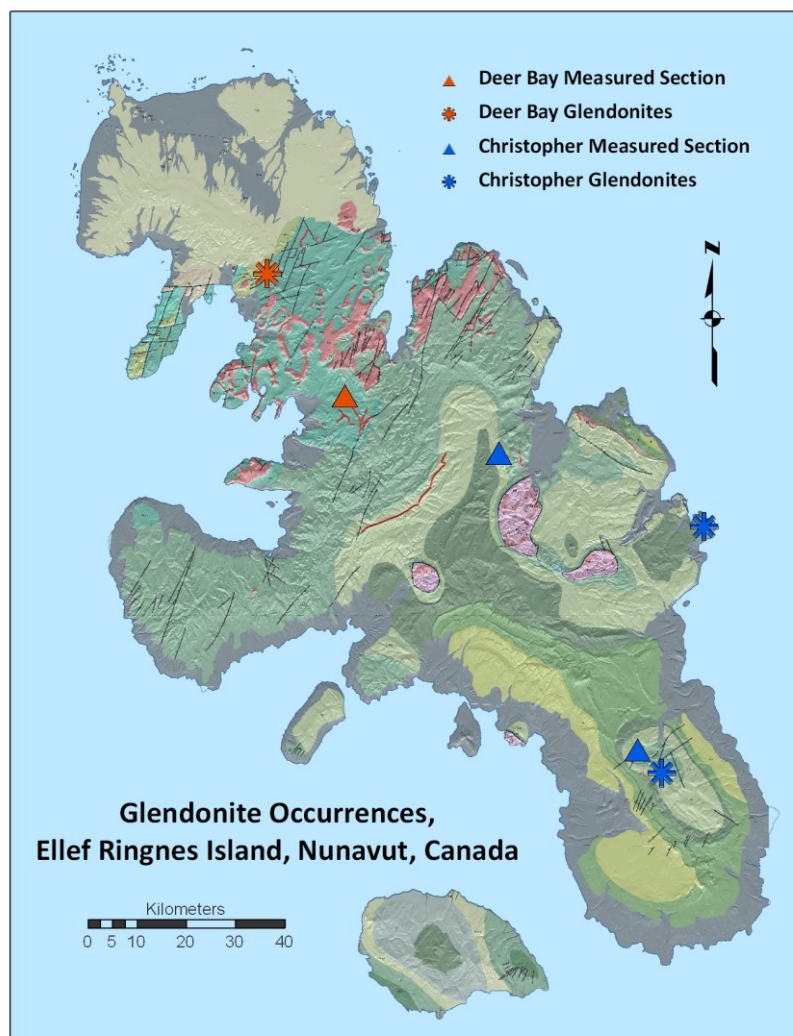 Deer Bay Measured Section
Deer Bay Glendonites
Christopher Measured Section
Christopher Glendonites
N
Glendonite Occurrences,
Ellef Ringnes Island, Nunavut, Canada
Kilometers
0 5 10 20 30 40